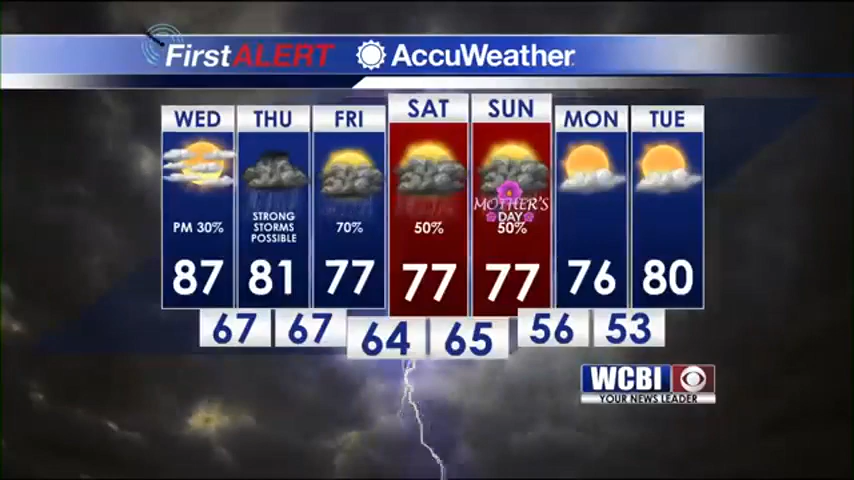 FirstALERT AccuWeather
WED THU FRI SAT SUN MON TUE
PM 30%
STRONG
STORMS
POSSIBLE
70%
50%
MOTHER'S
DAY
50%
87 81 77 77 77 76 80
67 67 64 65 56 53
WCBI
YOUR NEWS LEADER